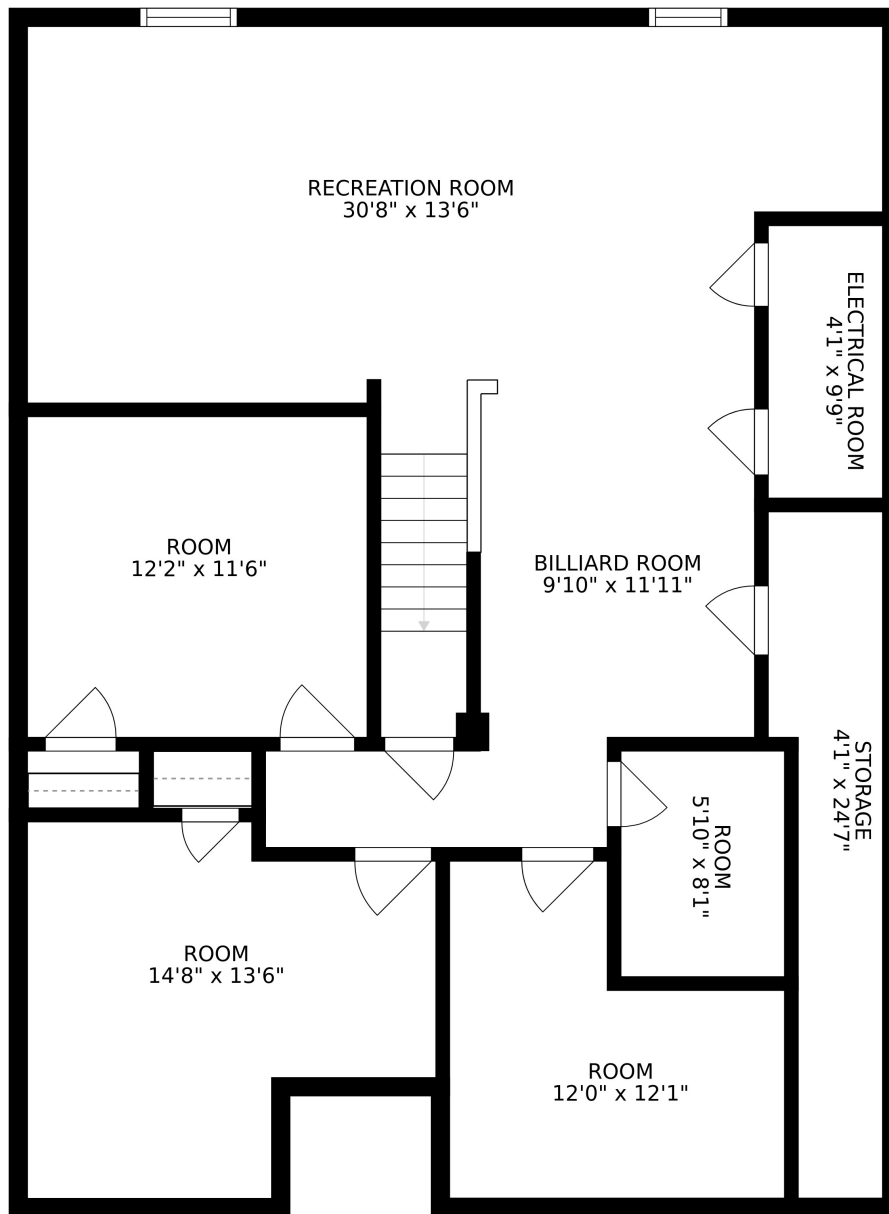 RECREATION ROOM
30'8" x 13'6"
ELECTRICAL ROOM
4'1" x 9'9"
ROOM
12'2" x 11'6"
BILLIARD ROOM
9'10" x 11'11"
STORAGE
4'1" x 24'7"
ROOM
5'10" x 8'1"
ROOM
14'8" x 13'6"
ROOM
12'0" x 12'1"